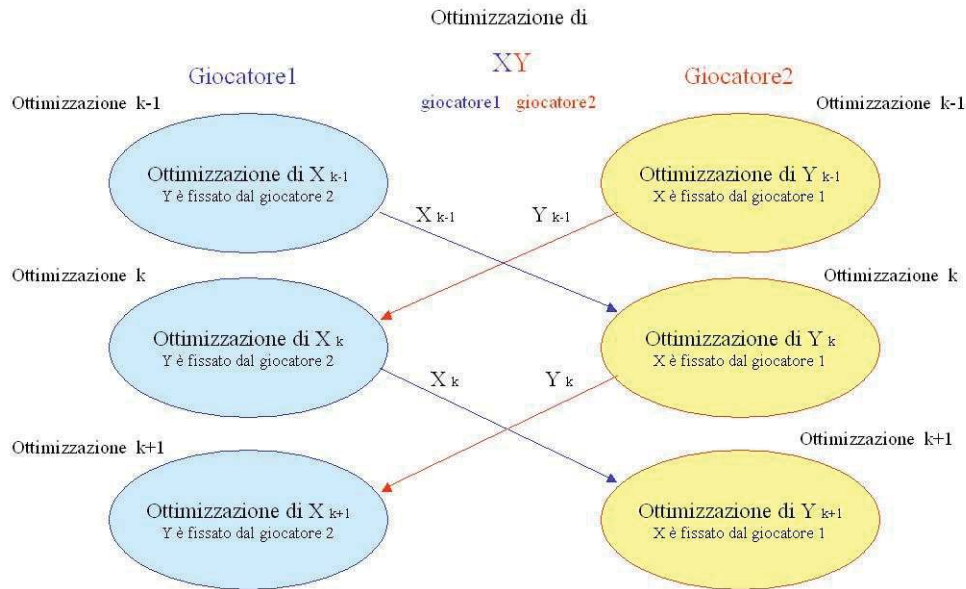 Ottimizzazione di
XY
Giocatore1
Giocatore2
giocatore1 giocatore2
Ottimizzazione k-1
Ottimizzazione k-1
Ottimizzazione di X k-1
Y è fissato dal giocatore 2
Ottimizzazione di Y k-1
X è fissato dal giocatore 1
X k-1
Y k-1
Ottimizzazione k
Ottimizzazione k
Ottimizzazione di X k
Y è fissato dal giocatore 2
Ottimizzazione di Y k
X è fissato dal giocatore 1
X k
Y k
Ottimizzazione k+1
Ottimizzazione k+1
Ottimizzazione di X k+1
Y è fissato dal giocatore 2
Ottimizzazione di Y k+1
X è fissato dal giocatore 1